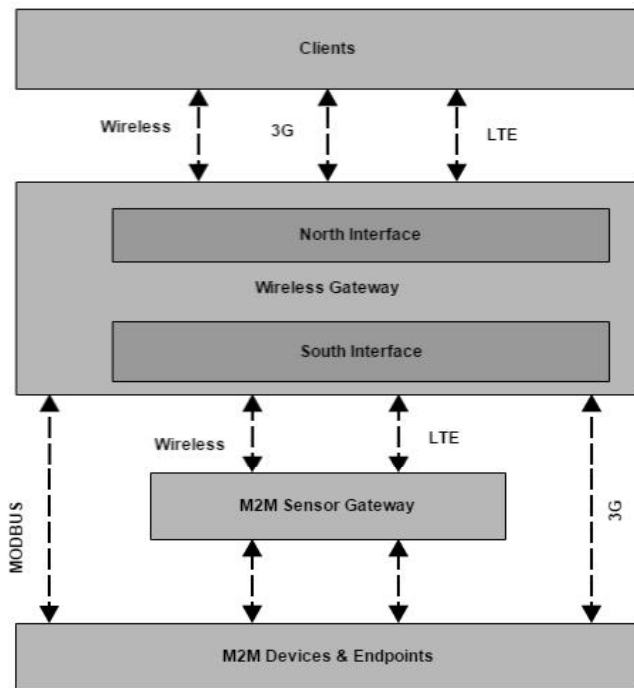 Clients
Wireless
3G
LTE
North Interface
Wireless Gateway
South Interface
Wireless
LTE
MODBUS
M2M Sensor Gateway
3G
M2M Devices & Endpoints